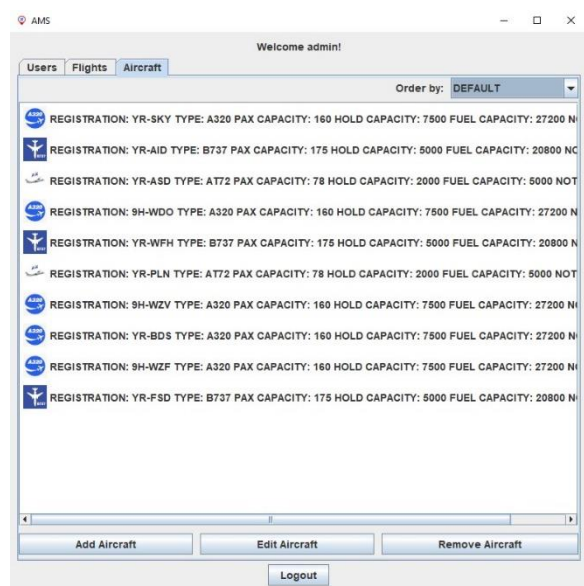 AMS
Welcome admin!
Users Flights Aircraft
Order by: DEFAULT
REGISTRATION: YR-SKY TYPE: A320 PAX CAPACITY: 160 HOLD CAPACITY: 7500 FUEL CAPACITY: 27200 N
REGISTRATION: YR-AID TYPE: B737 PAX CAPACITY: 175 HOLD CAPACITY: 5000 FUEL CAPACITY: 20800 NO
REGISTRATION: YR-ASD TYPE: AT72 PAX CAPACITY: 78 HOLD CAPACITY: 2000 FUEL CAPACITY: 5000 NOT
REGISTRATION: 9H-WDO TYPE: A320 PAX CAPACITY: 160 HOLD CAPACITY: 7500 FUEL CAPACITY: 27200 N
REGISTRATION: YR-WFH TYPE: B737 PAX CAPACITY: 175 HOLD CAPACITY: 5000 FUEL CAPACITY: 20800 N
REGISTRATION: YR-PLN TYPE: AT72 PAX CAPACITY: 78 HOLD CAPACITY: 2000 FUEL CAPACITY: 5000 NOT
REGISTRATION: 9H-WZV TYPE: A320 PAX CAPACITY: 160 HOLD CAPACITY: 7500 FUEL CAPACITY: 27200 N
REGISTRATION: YR-BDS TYPE: A320 PAX CAPACITY: 160 HOLD CAPACITY: 7500 FUEL CAPACITY: 27200 N
REGISTRATION: 9H-WZF TYPE: A320 PAX CAPACITY: 160 HOLD CAPACITY: 7500 FUEL CAPACITY: 27200 N
REGISTRATION: YR-FSD TYPE: B737 PAX CAPACITY: 175 HOLD CAPACITY: 5000 FUEL CAPACITY: 20800 N
Add Aircraft Edit Aircraft Remove Aircraft
Logout